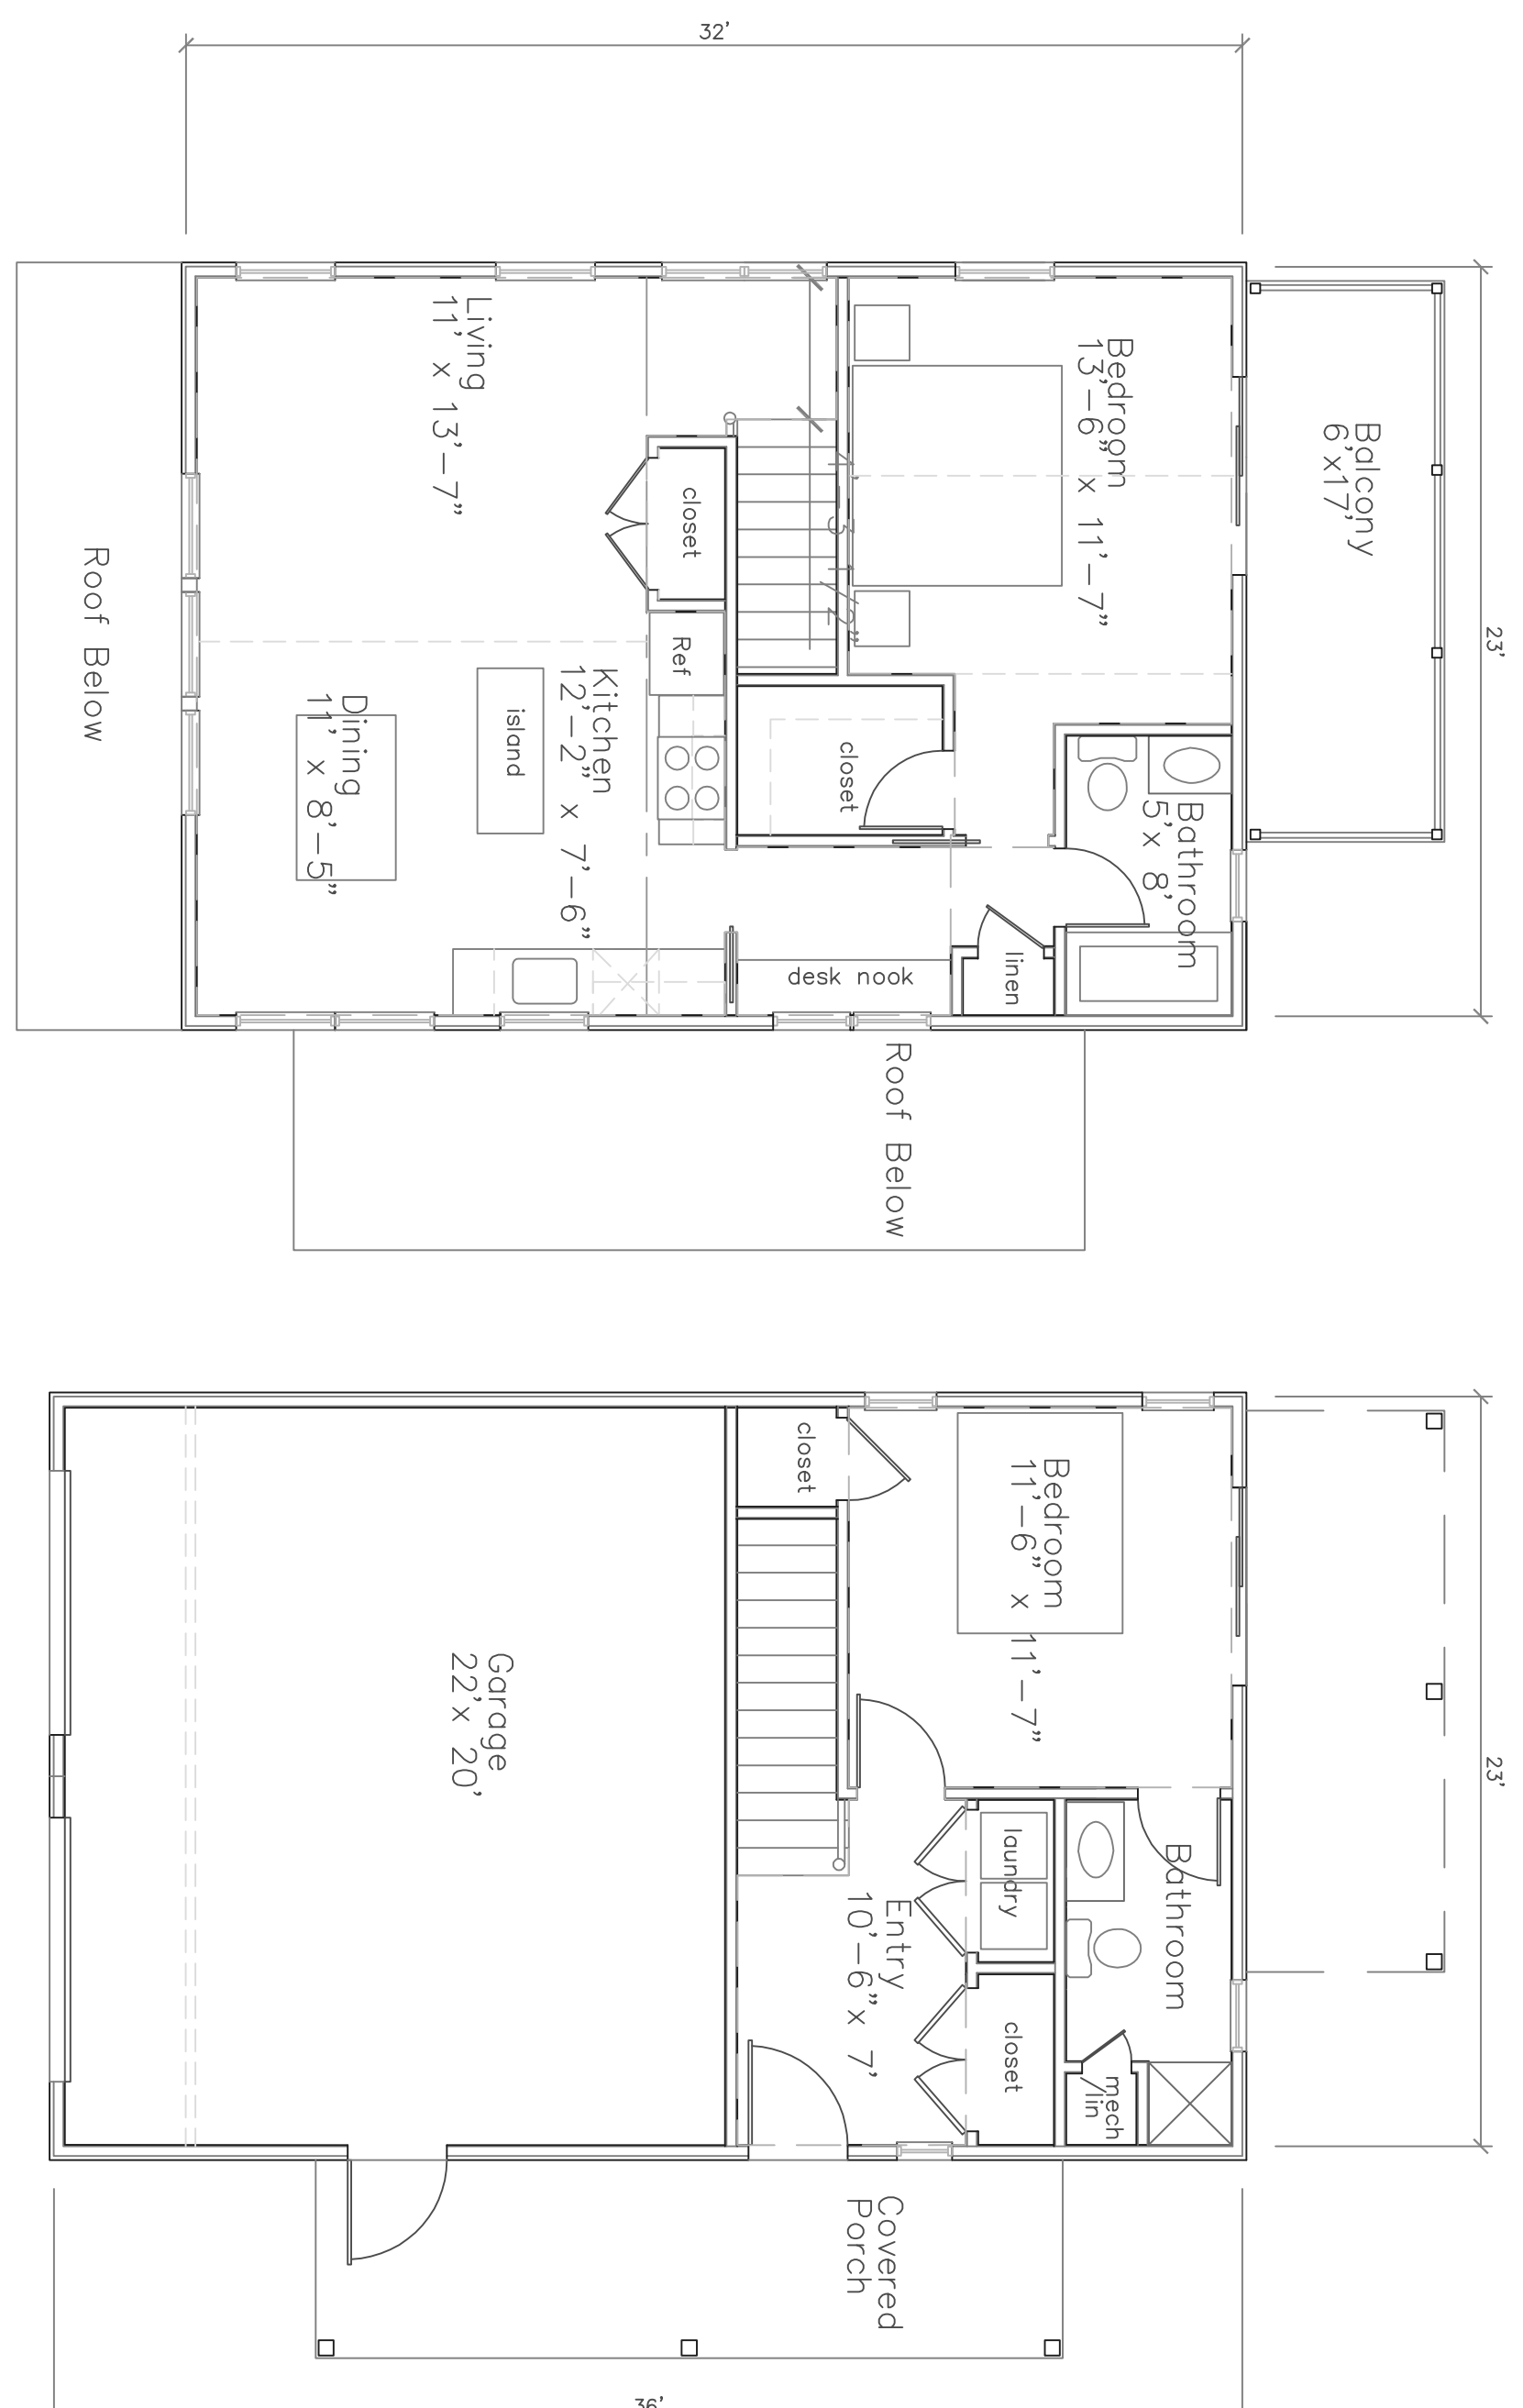 32'
23'
Balcony
6'x17'
Bedroom
13'-6" x 11'-7"
Living
11' x 13'-7"
closet
Ref
Kitchen
12'-2" x 7'-6"
island
Dining
11' x 8'-5"
closet
Bathroom
5'x 8'
linen
desk nook
Roof Below
Roof Below
23'
closet
Bedroom
11'-6" x 11'-7"
Garage
22'x 20'
laundry
Bathroom
Entry
10'-6"x 7'
closet
mech
/lin
Covered
Porch
36'